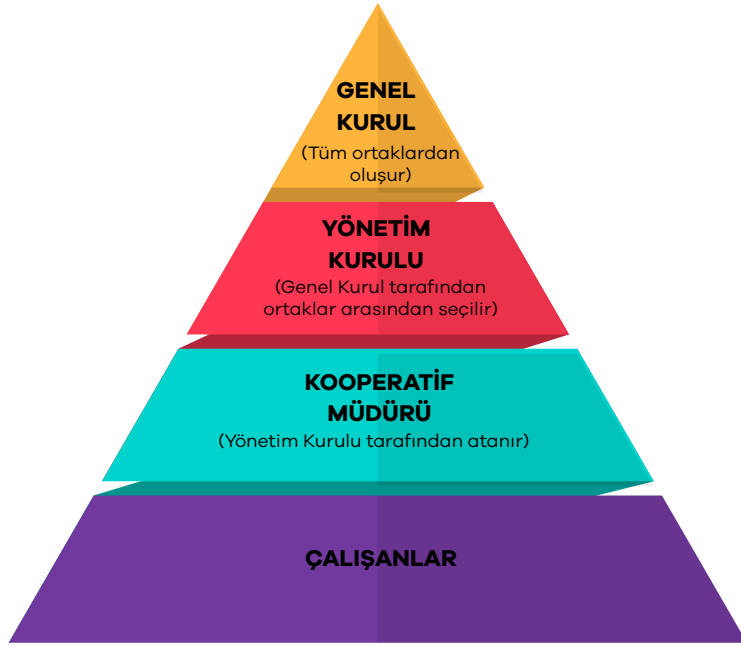 GENEL
KURUL
(Tüm ortaklardan
oluşur)
YÖNETİM
KURULU
(Genel Kurul tarafından
ortaklar arasından seçilir)
KOOPERATİF
MÜDÜRÜ
(Yönetim Kurulu tarafından atanır)
ÇALIŞANLAR